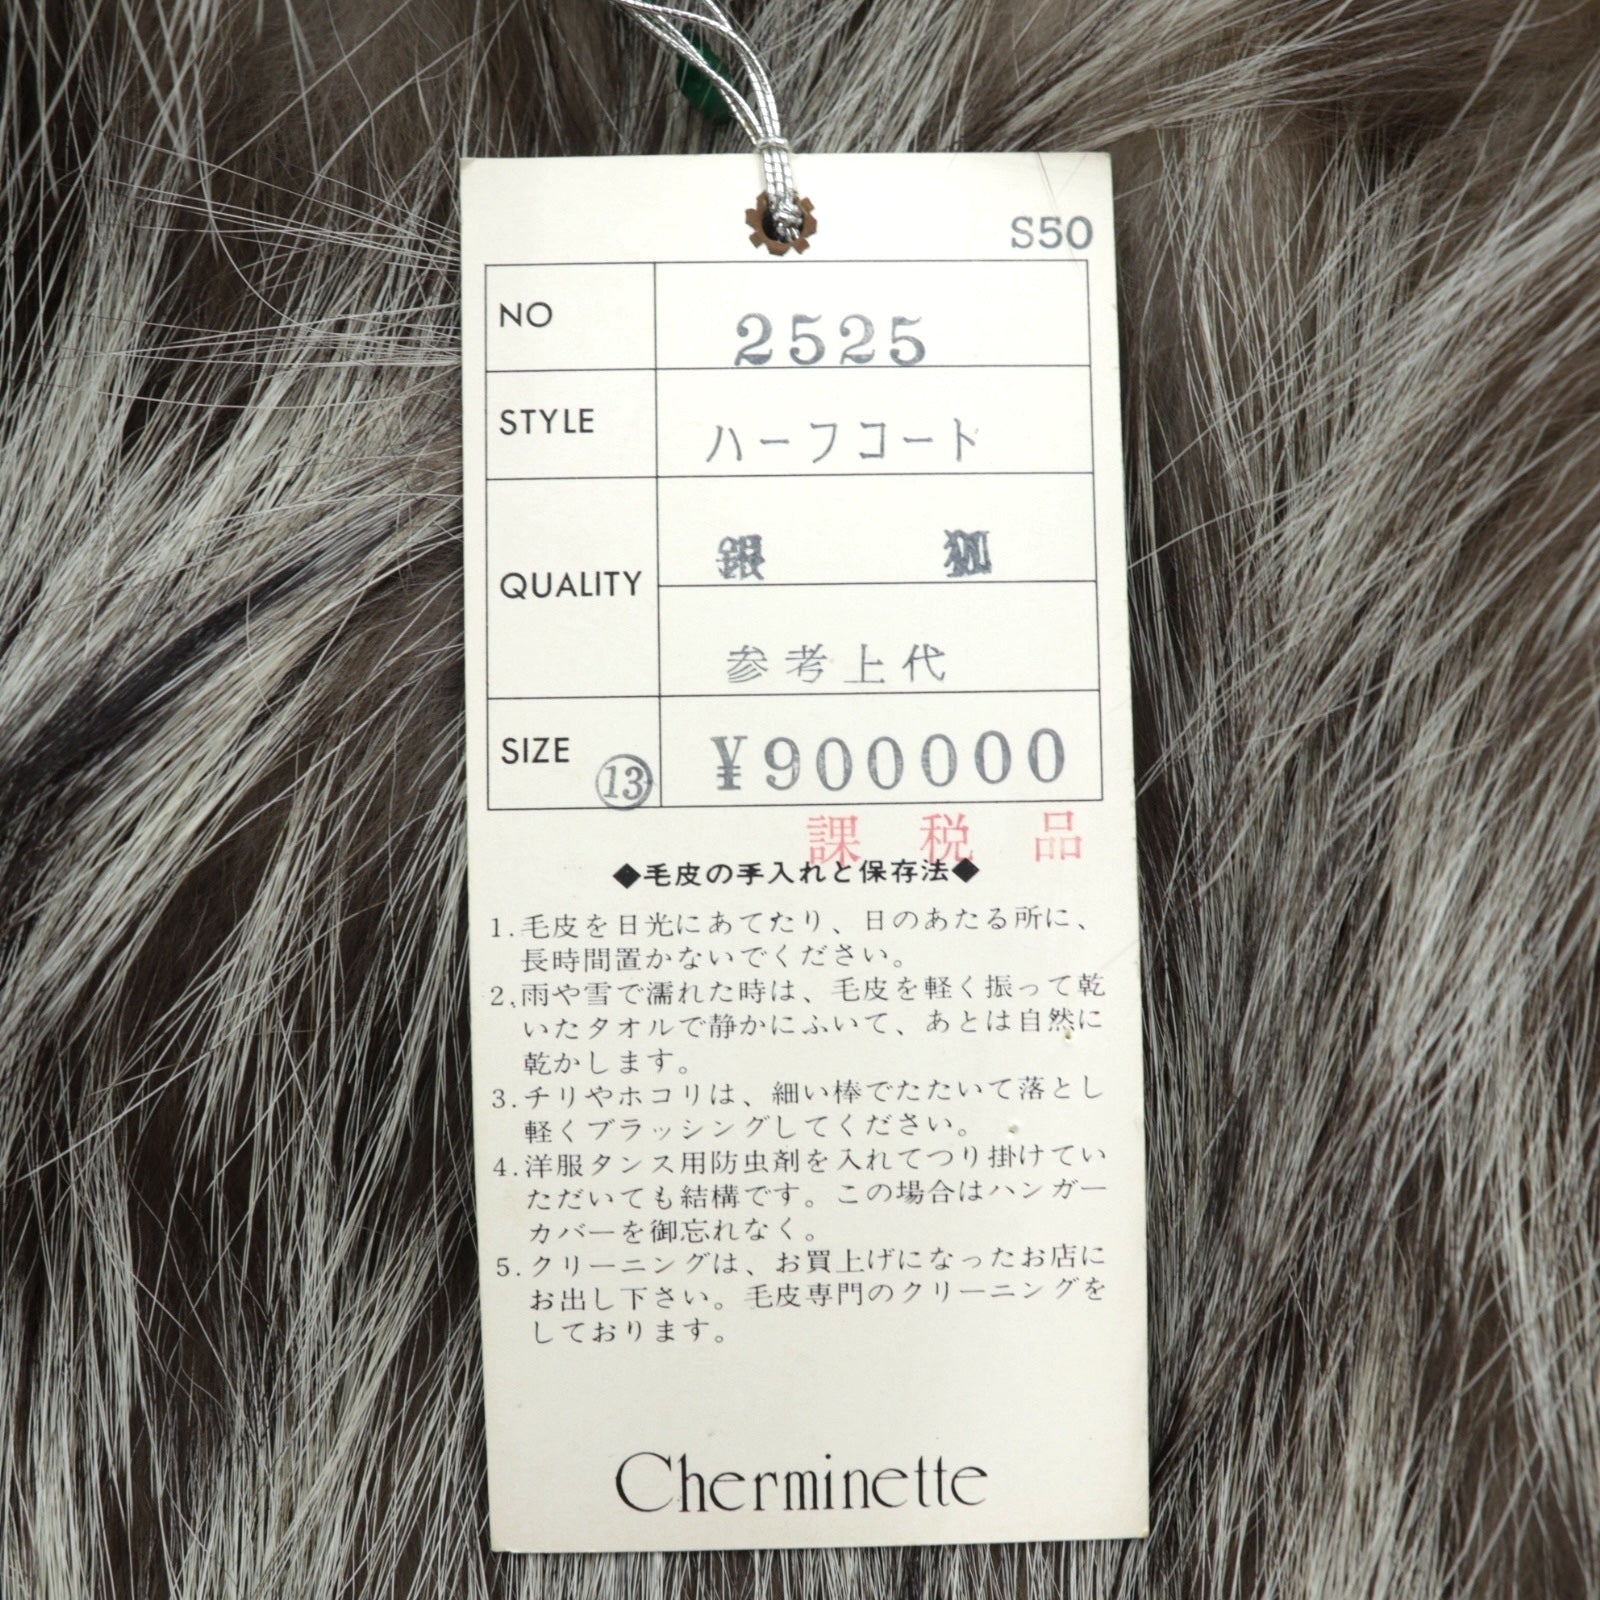 S50
NO 2525
STYLE ハーフコート
QUALITY 銀 狐
参考上代
SIZE ⑬ ¥900000
課 税 品
◆毛皮の手入れと保存法◆
1.毛皮を日光にあてたり、日のあたる所に、
長時間置かないでください。
2.雨や雪で濡れた時は、毛皮を軽く振って乾
いたタオルで静かにふいて、あとは自然に
乾かします。
3.チリやホコリは、細い棒でたたいて落とし
軽くブラッシングしてください。
4.洋服タンス用防虫剤を入れてつり掛けてい
ただいても結構です。この場合はハンガー
カバーを御忘れなく。
5.クリーニングは、お買上げになったお店に
お出し下さい。毛皮専門のクリーニングを
しております。
Cherminette